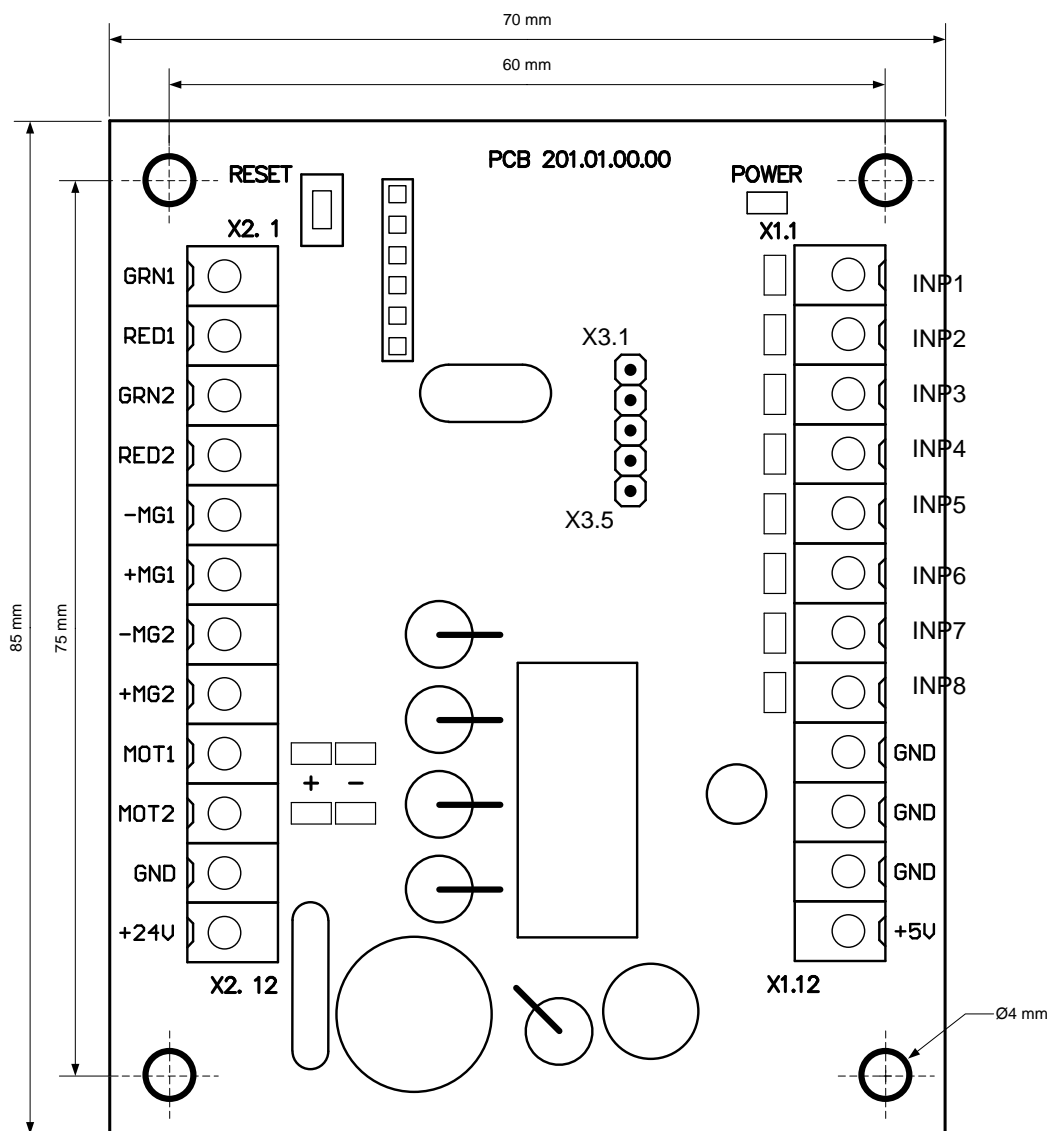 70 mm
60 mm
PCB 201.01.00.00
RESET
POWER
X2. 1
X1.1
GRN1
INP1
RED1
INP2
X3.1
GRN2
INP3
RED2
INP4
-MG1
INP5
X3.5
+MG1
INP6
-MG2
INP7
+MG2
INP8
MOT1
GND
+ -
MOT2
GND
GND
GND
+24V
+5V
X2. 12
X1.12
Ø4 mm
85 mm
75 mm